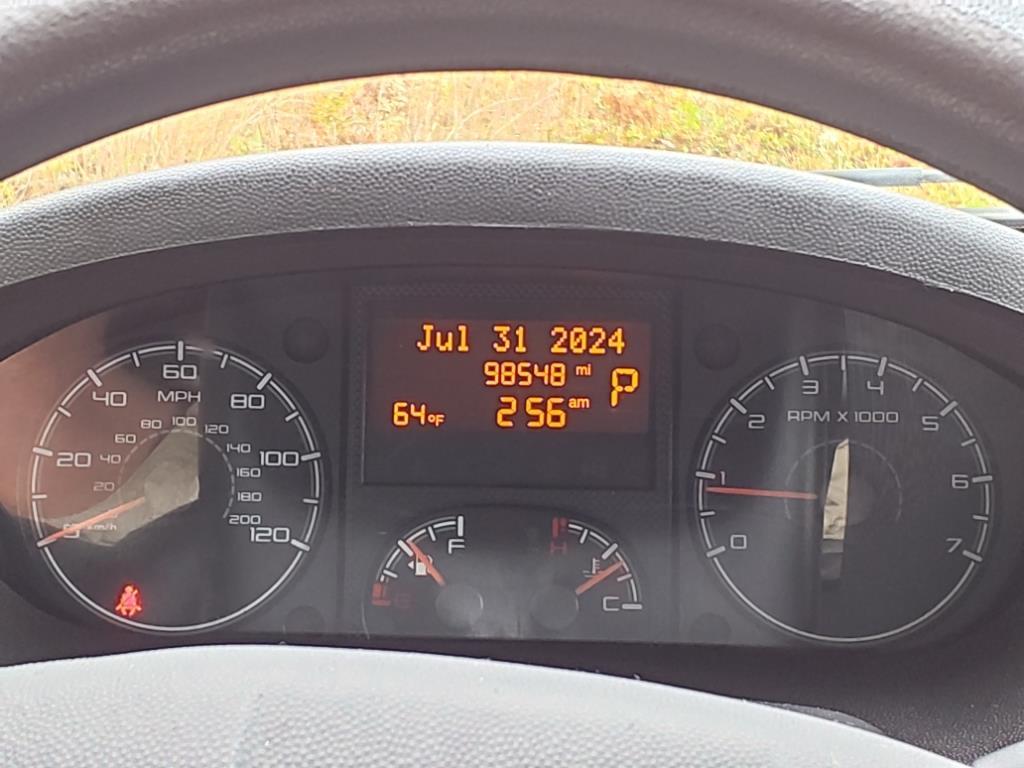 Jul 31 2024
98548 mi
P
64°F 2 56 am
60
MPH
40 80
20 100
120
80 100 120
60 140
40 160
20 180
km/h 200
3 4
RPM X 1000
2 5
1 6
0 7
F
E
H
C